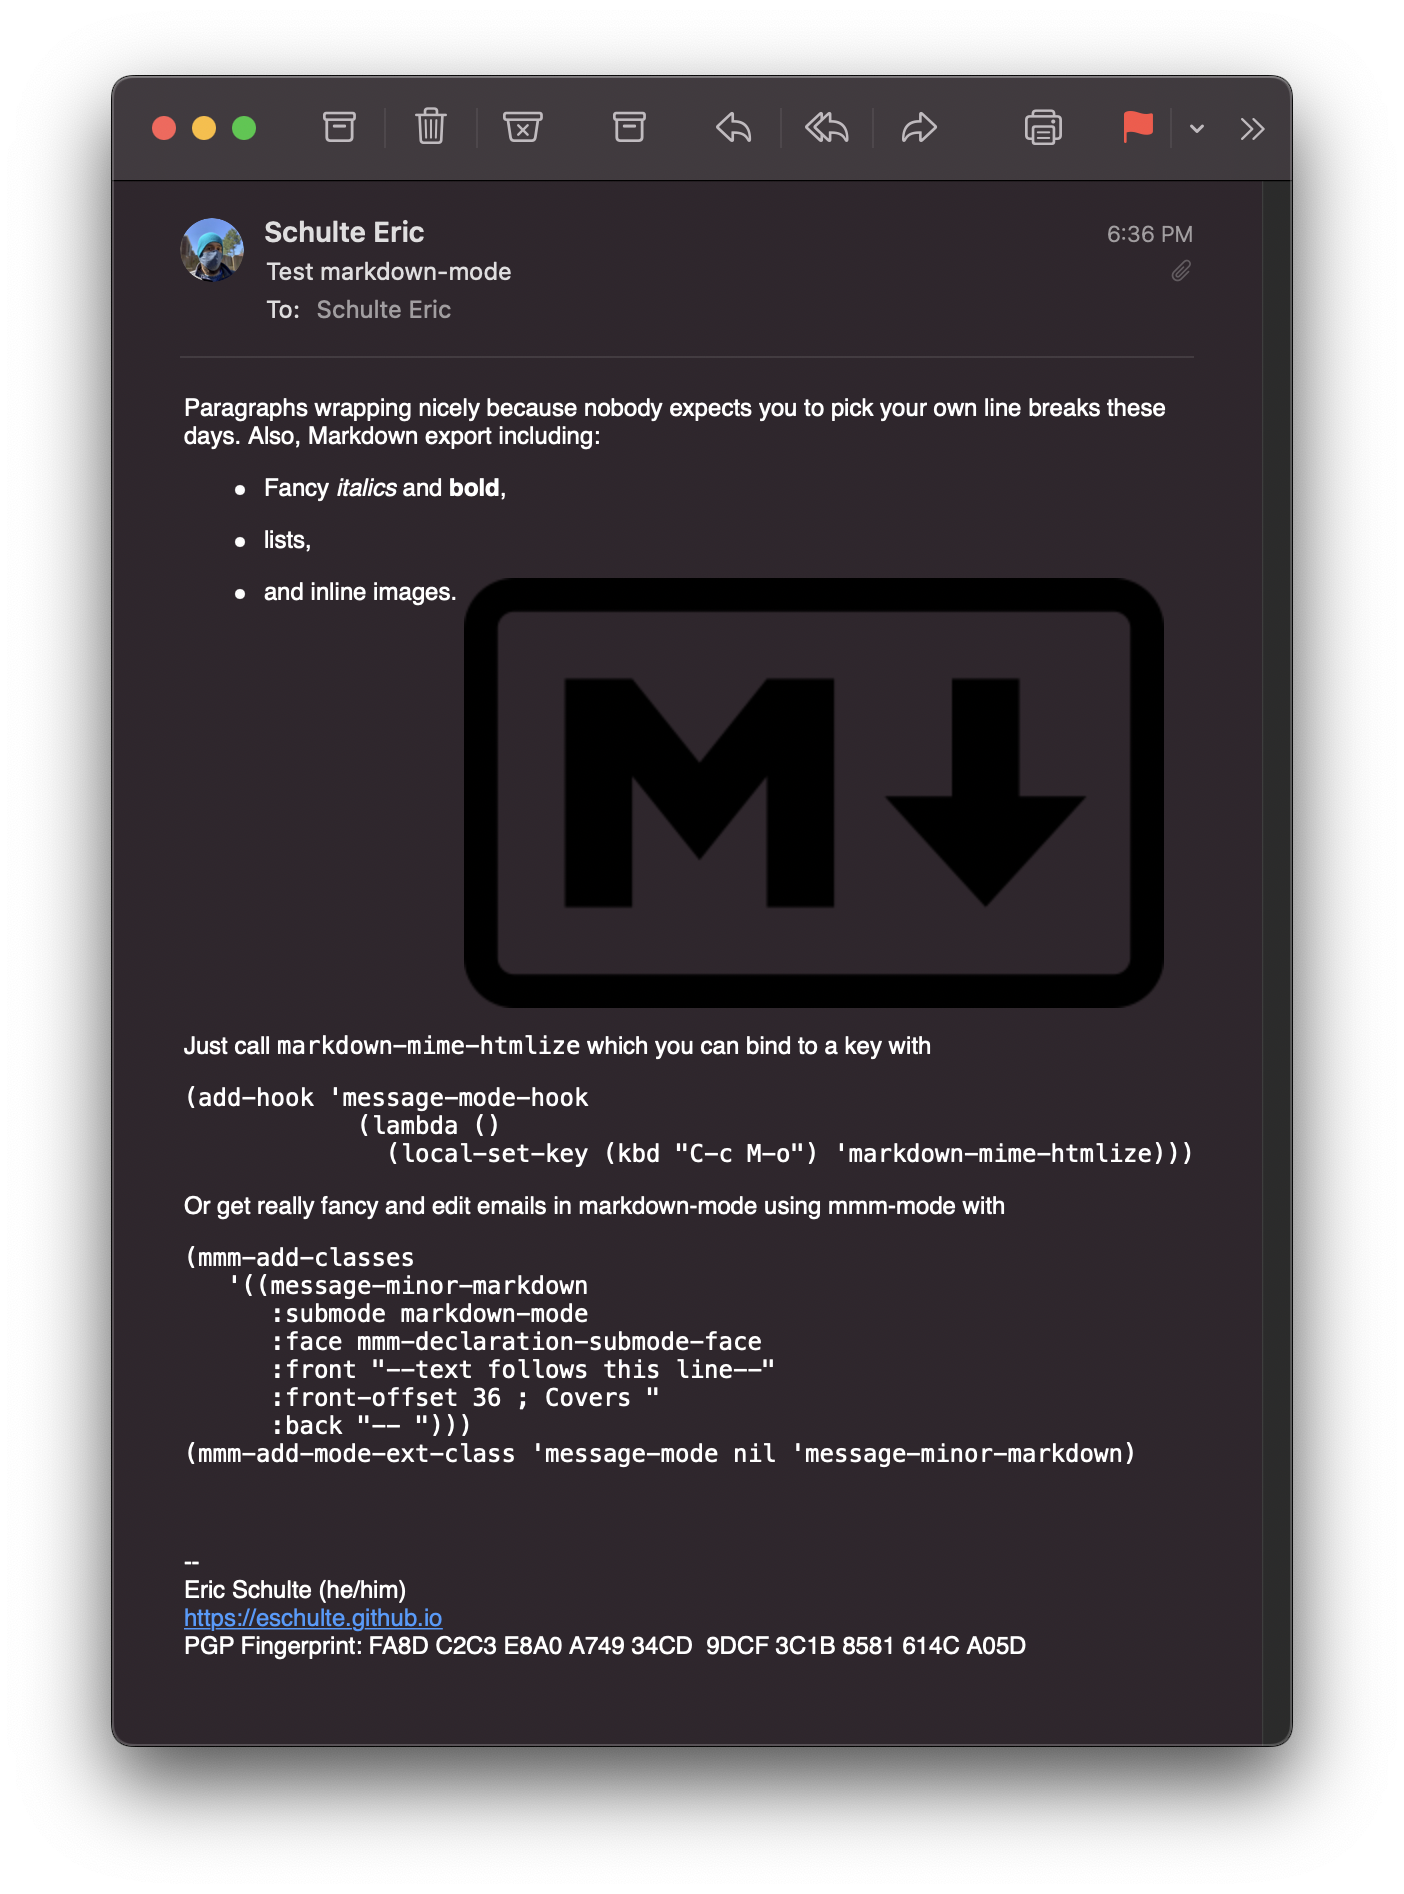 Schulte Eric
6:36 PM
Test markdown-mode
To: Schulte Eric
Paragraphs wrapping nicely because nobody expects you to pick your own line breaks these
days. Also, Markdown export including:
• Fancy italics and bold,
• lists,
• and inline images.
M
Just call markdown-mime-htmlize which you can bind to a key with
(add-hook 'message-mode-hook
            (lambda ()
              (local-set-key (kbd "C-c M-o") 'markdown-mime-htmlize)))
Or get really fancy and edit emails in markdown-mode using mmm-mode with
(mmm-add-classes
   '((message-minor-markdown
      :submode markdown-mode
      :face mmm-declaration-submode-face
      :front "--text follows this line--"
      :front-offset 36 ; Covers "
      :back "-- ")))
(mmm-add-mode-ext-class 'message-mode nil 'message-minor-markdown)
--
Eric Schulte (he/him)
https://eschulte.github.io
PGP Fingerprint: FA8D C2C3 E8A0 A749 34CD  9DCF 3C1B 8581 614C A05D